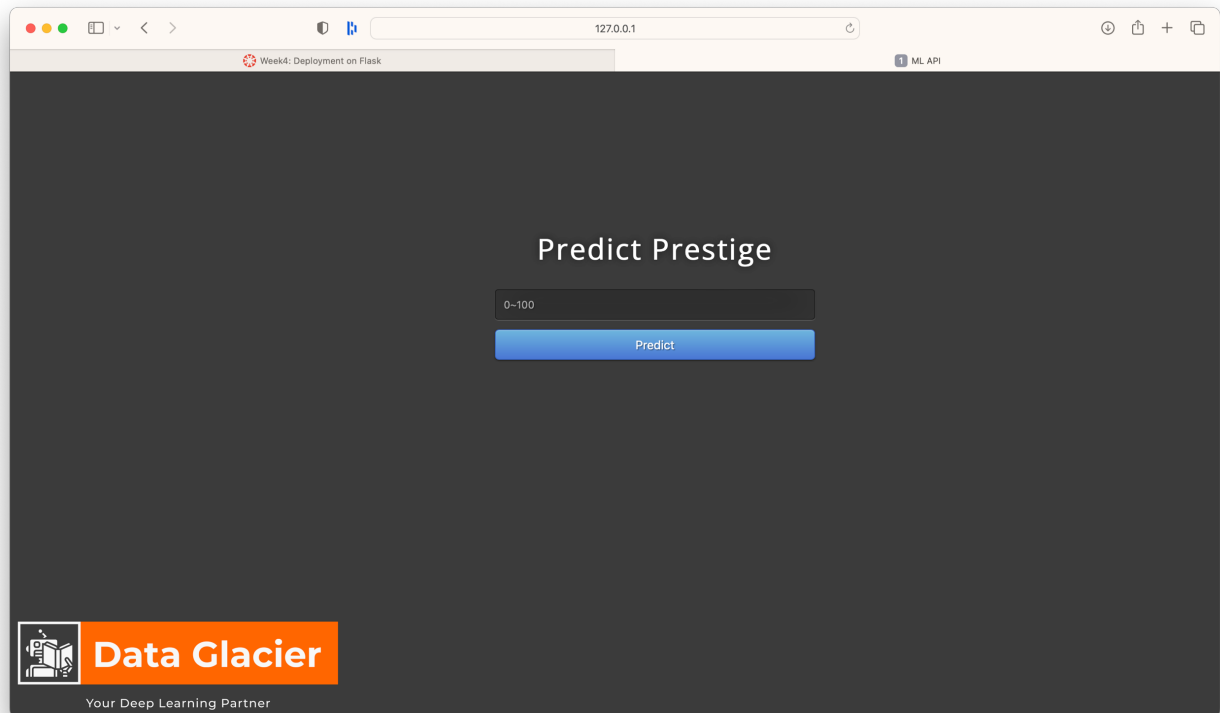 127.0.0.1
Week4: Deployment on Flask
1 ML API
Predict Prestige
0~100
Predict
Data Glacier
Your Deep Learning Partner